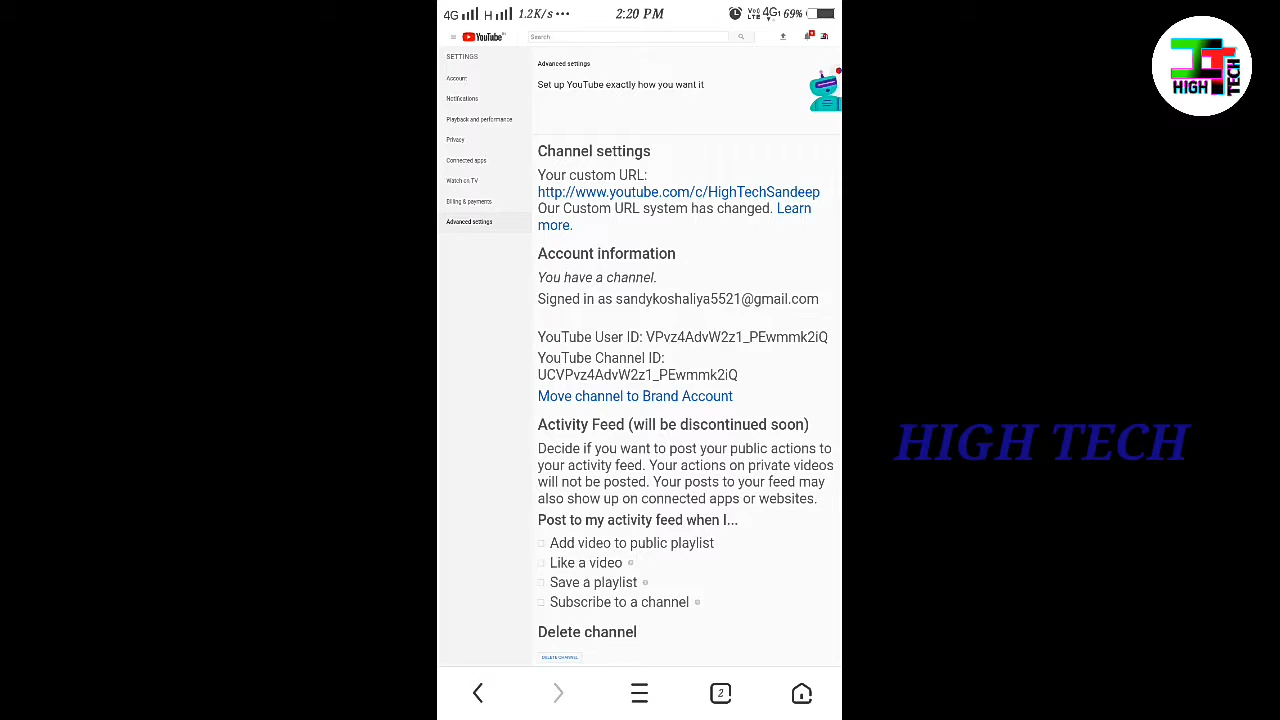 4G H 1.2K/s ••• 2:20 PM VoD LTE 4G1 69%
YouTube IN Search
SETTINGS
Account
Notifications
Playback and performance
Privacy
Connected apps
Watch on TV
Billing & payments
Advanced settings
Advanced settings
Set up YouTube exactly how you want it
Channel settings
Your custom URL:
http://www.youtube.com/c/HighTechSandeep
Our Custom URL system has changed. Learn
more.
Account information
You have a channel.
Signed in as sandykoshaliya5521@gmail.com
YouTube User ID: VPvz4AdvW2z1_PEwmmk2iQ
YouTube Channel ID:
UCVPvz4AdvW2z1_PEwmmk2iQ
Move channel to Brand Account
Activity Feed (will be discontinued soon)
Decide if you want to post your public actions to
your activity feed. Your actions on private videos
will not be posted. Your posts to your feed may
also show up on connected apps or websites.
Post to my activity feed when I...
Add video to public playlist
Like a video
Save a playlist
Subscribe to a channel
Delete channel
DELETE CHANNEL
2
HIGH TECH
HIGH TECH